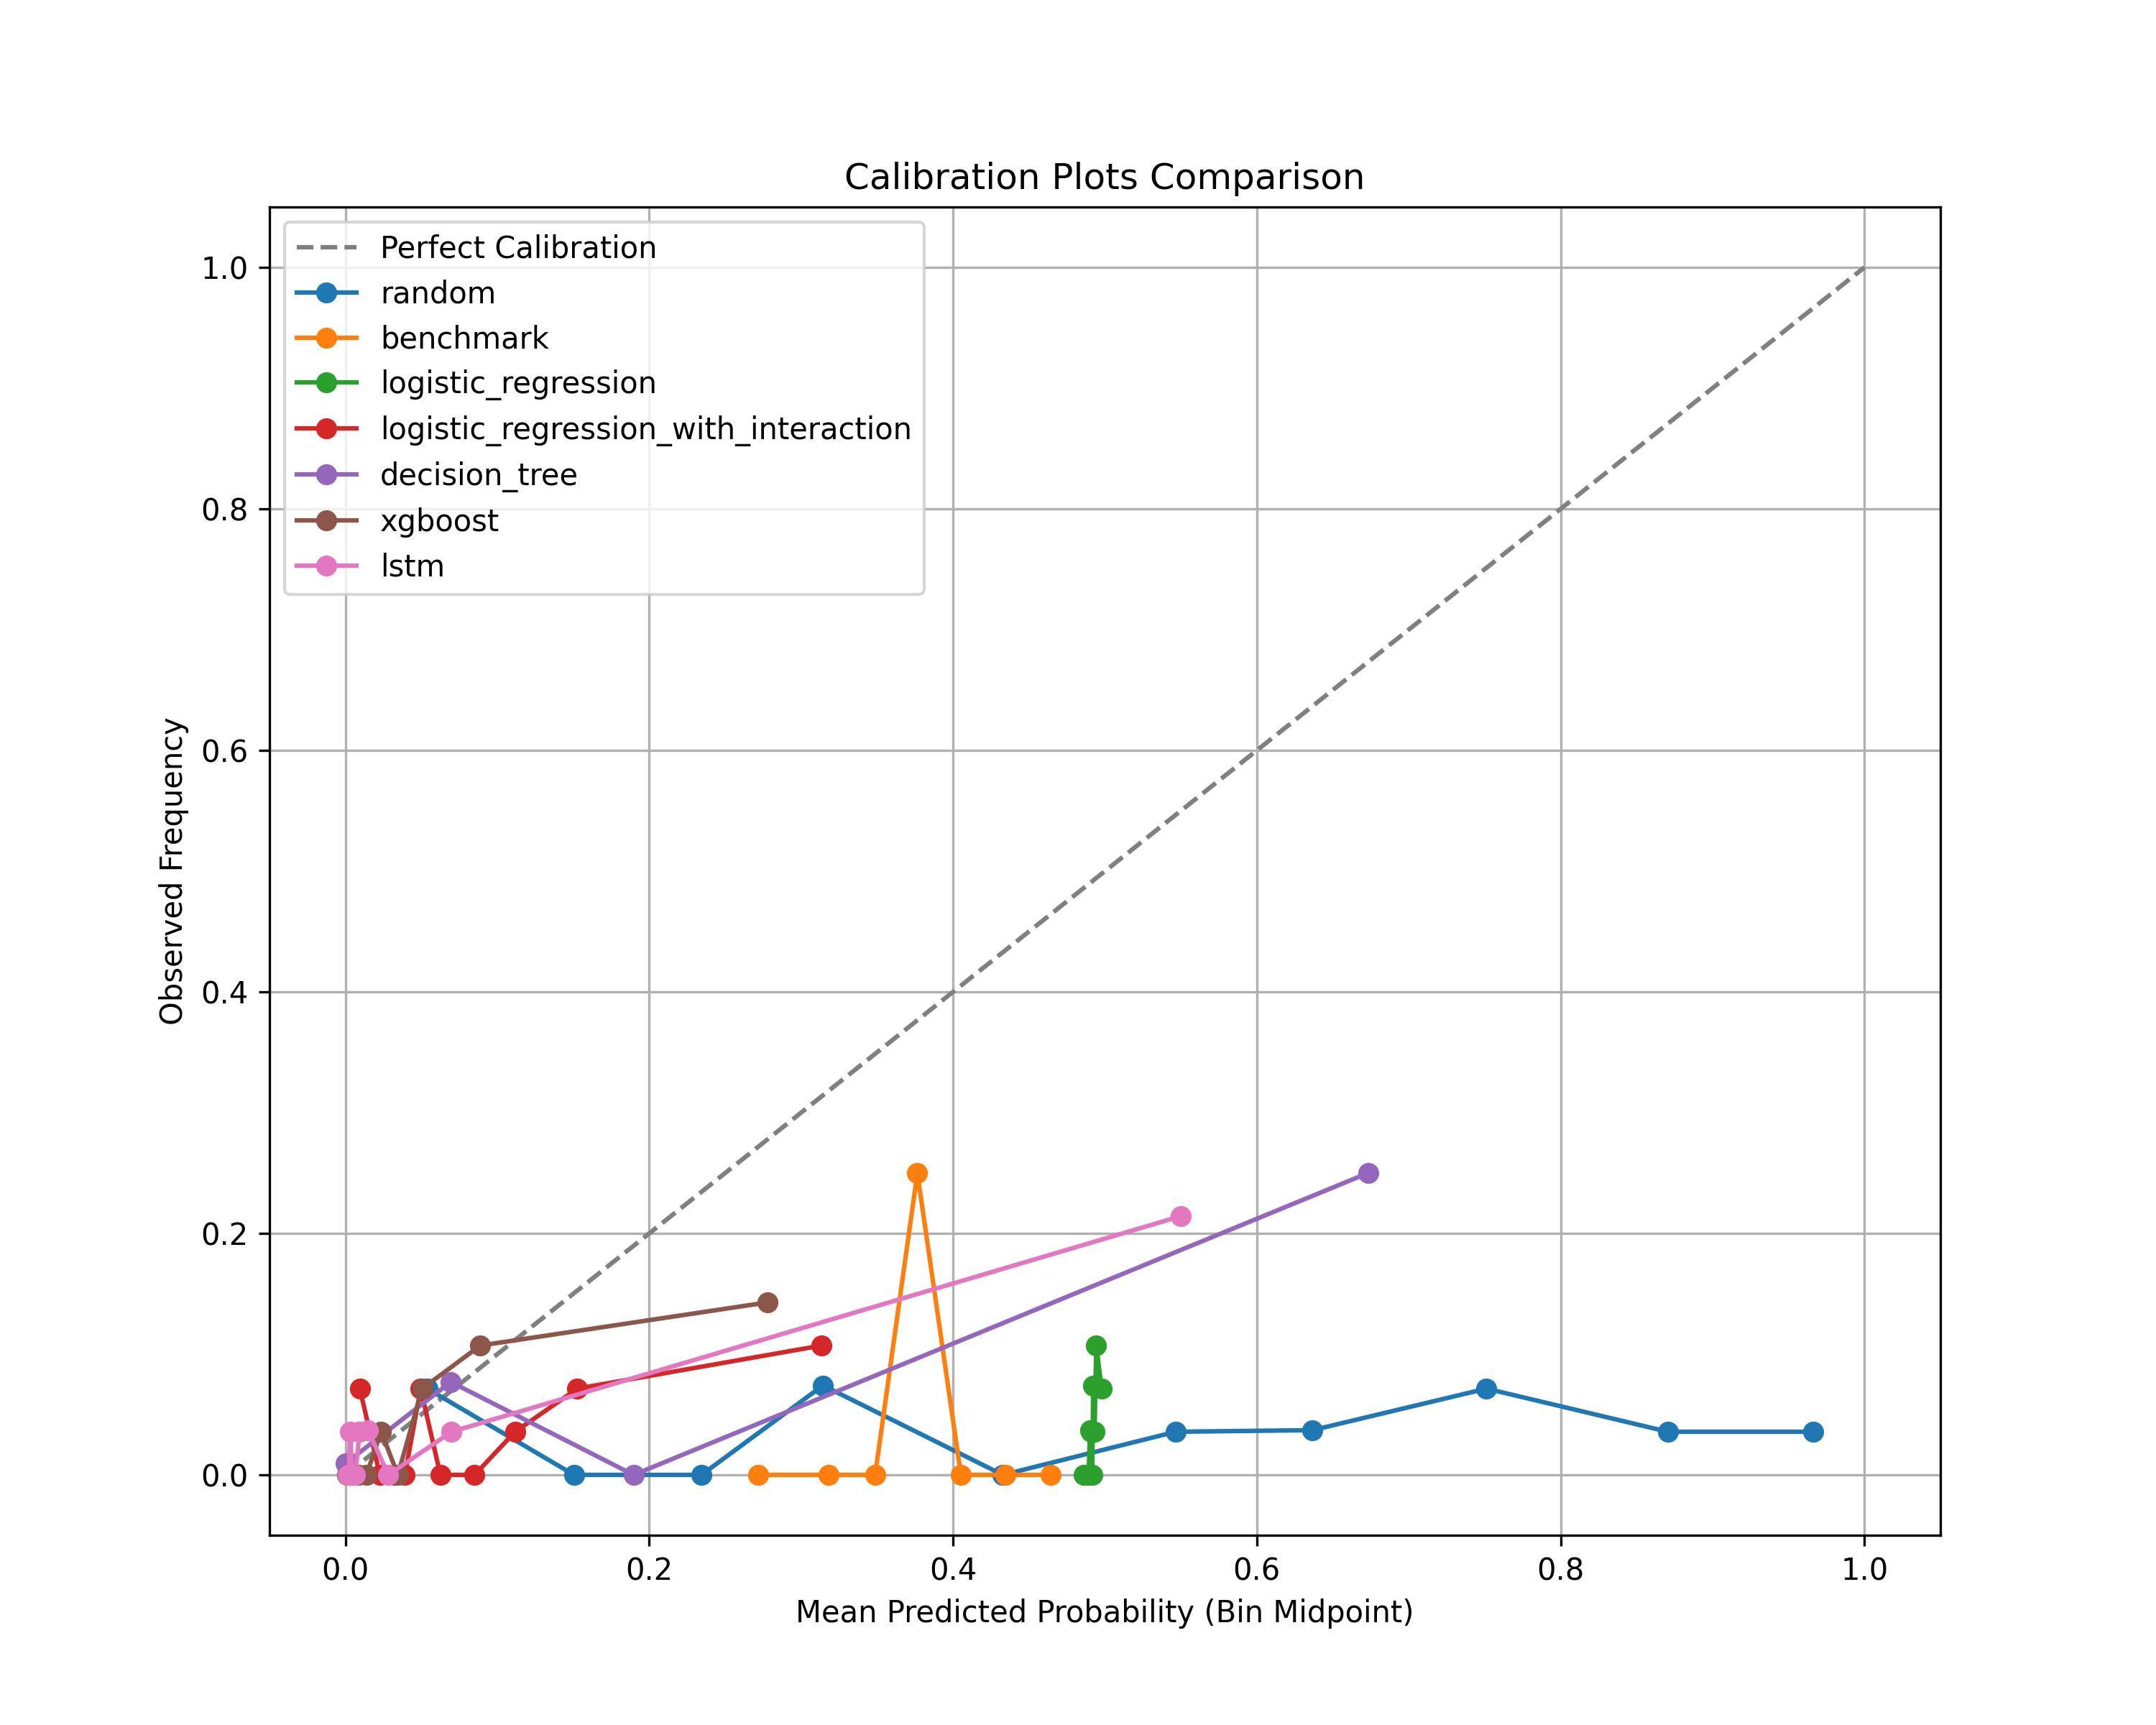 Calibration Plots Comparison
Perfect Calibration
random
benchmark
logistic_regression
logistic_regression_with_interaction
decision_tree
xgboost
lstm
Observed Frequency
1.0
0.8
0.6
0.4
0.2
0.0
0.0 0.2 0.4 0.6 0.8 1.0
Mean Predicted Probability (Bin Midpoint)